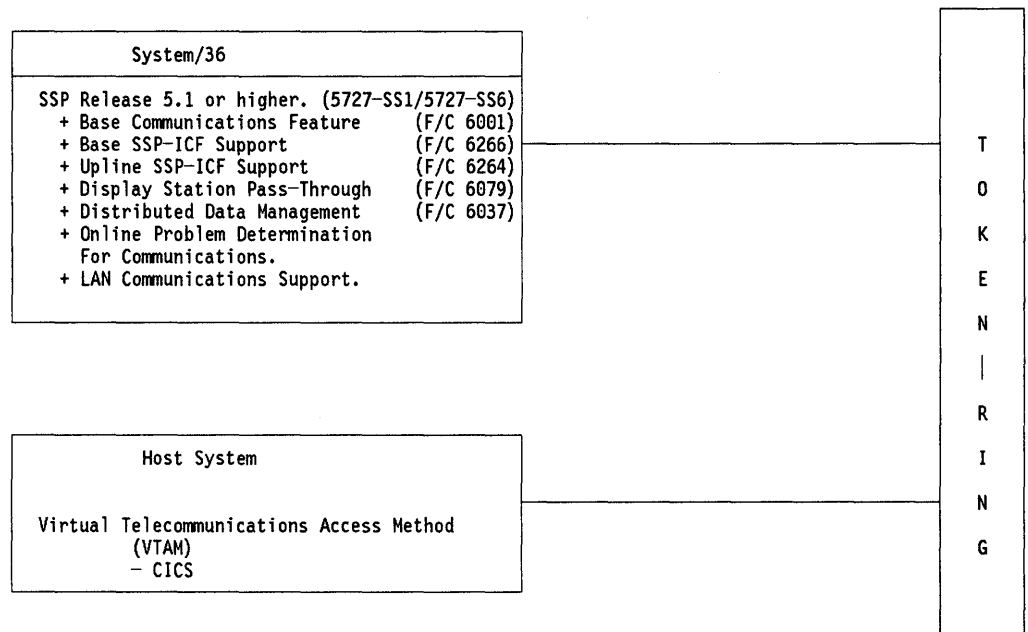 System/36
SSP Release 5.1 or higher. (5727-SS1/5727-SS6)
+ Base Communications Feature (F/C 6001)
+ Base SSP-ICF Support (F/C 6266)
+ Upline SSP-ICF Support (F/C 6264)
+ Display Station Pass-Through (F/C 6079)
+ Distributed Data Management (F/C 6037)
+ Online Problem Determination
For Communications.
+ LAN Communications Support.
Host System
Virtual Telecommunications Access Method
(VTAM)
- CICS
T
O
K
E
N
|
R
I
N
G